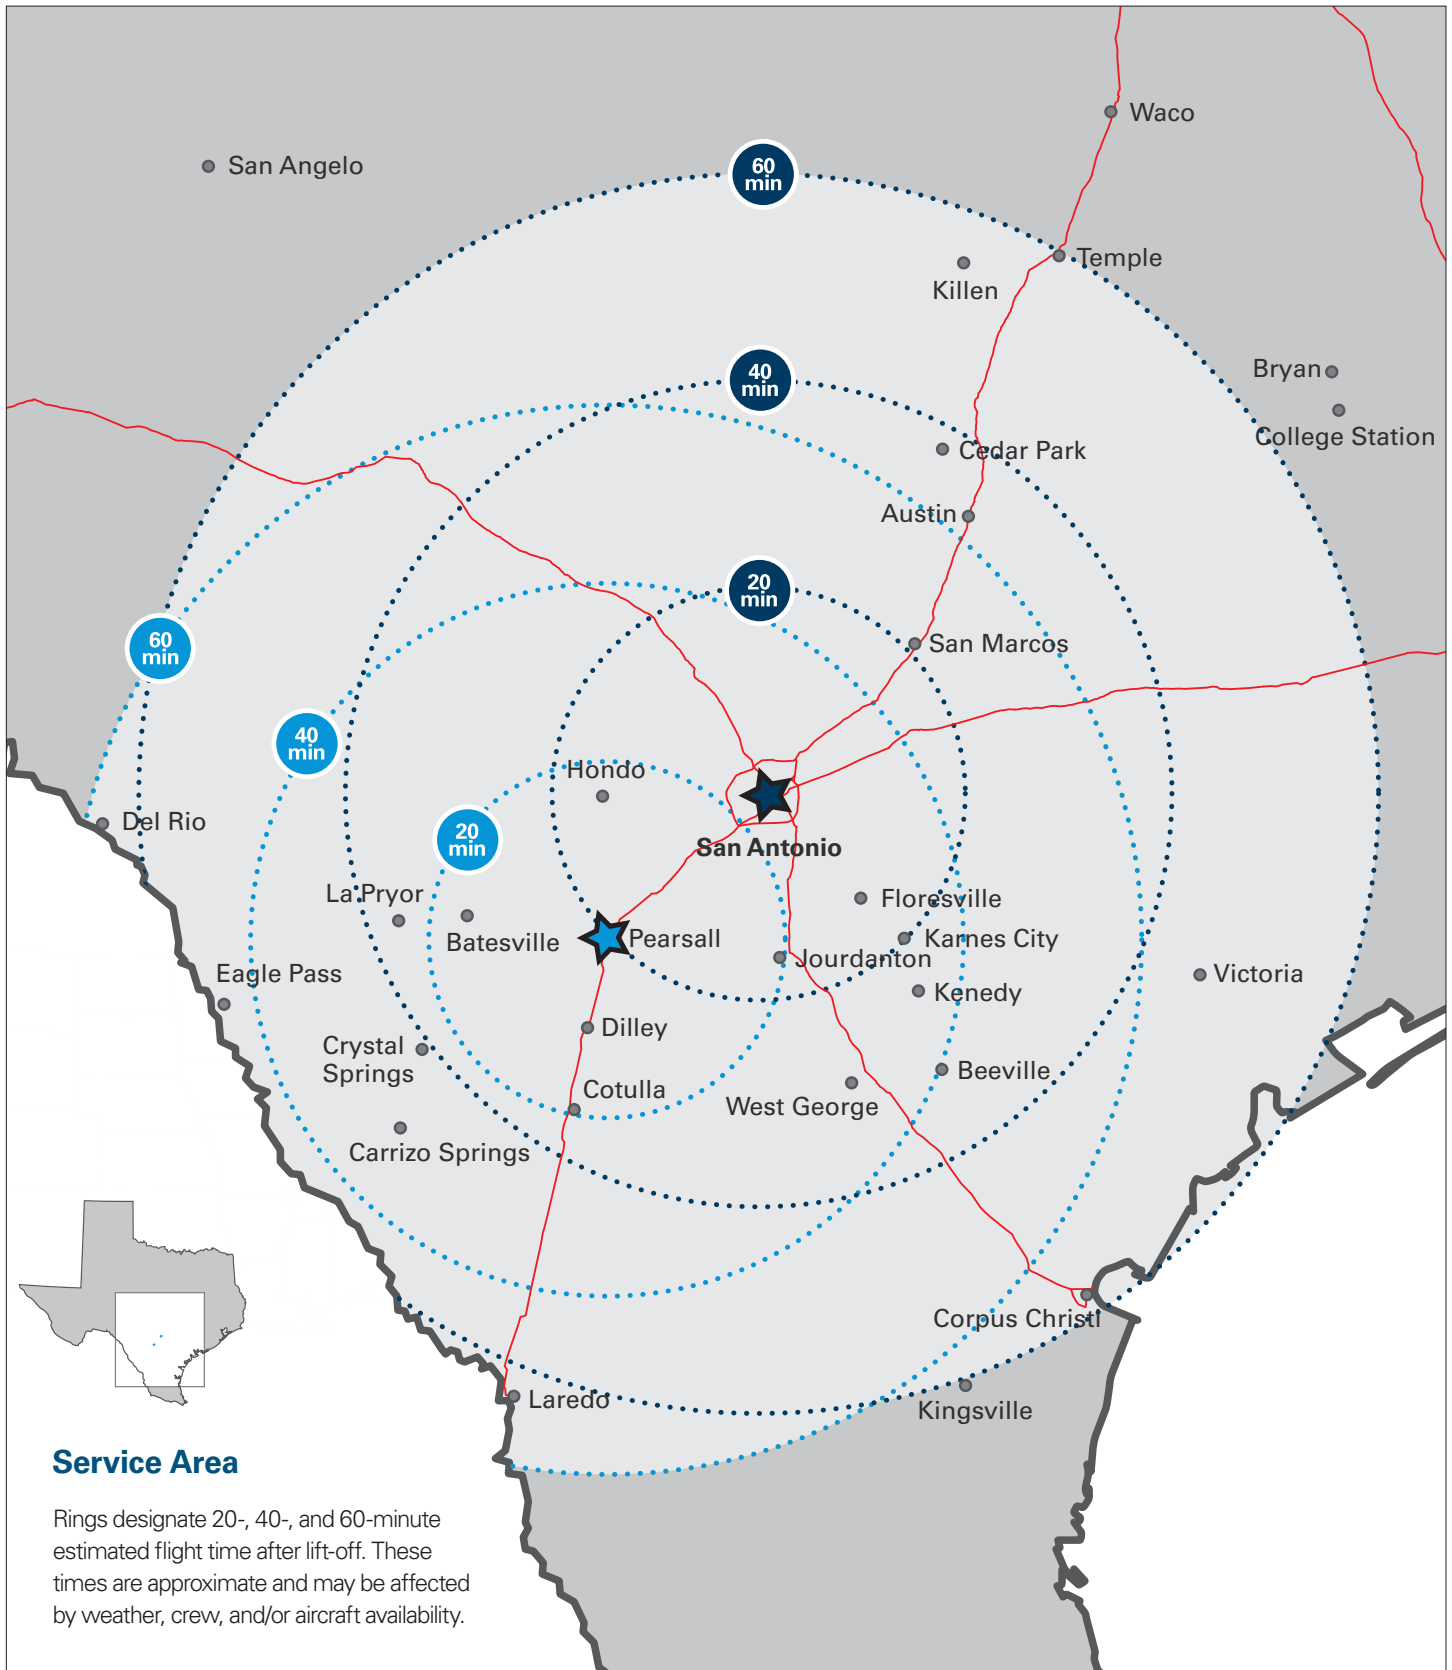 Waco
San Angelo
60
min
Temple
Killen
Bryan
40
min
College Station
Cedar Park
Austin
20
min
San Marcos
60
min
40
min
Hondo
Del Rio
20
min
San Antonio
La Pryor
Floresville
Batesville
Pearsall
Karnes City
Jourdanton
Eagle Pass
Victoria
Kenedy
Dilley
Crystal
Springs
Beeville
Cotulla
West George
Carrizo Springs
Corpus Christi
Laredo
Kingsville
Service Area
Rings designate 20-, 40-, and 60-minute
estimated flight time after lift-off. These
times are approximate and may be affected
by weather, crew, and/or aircraft availability.